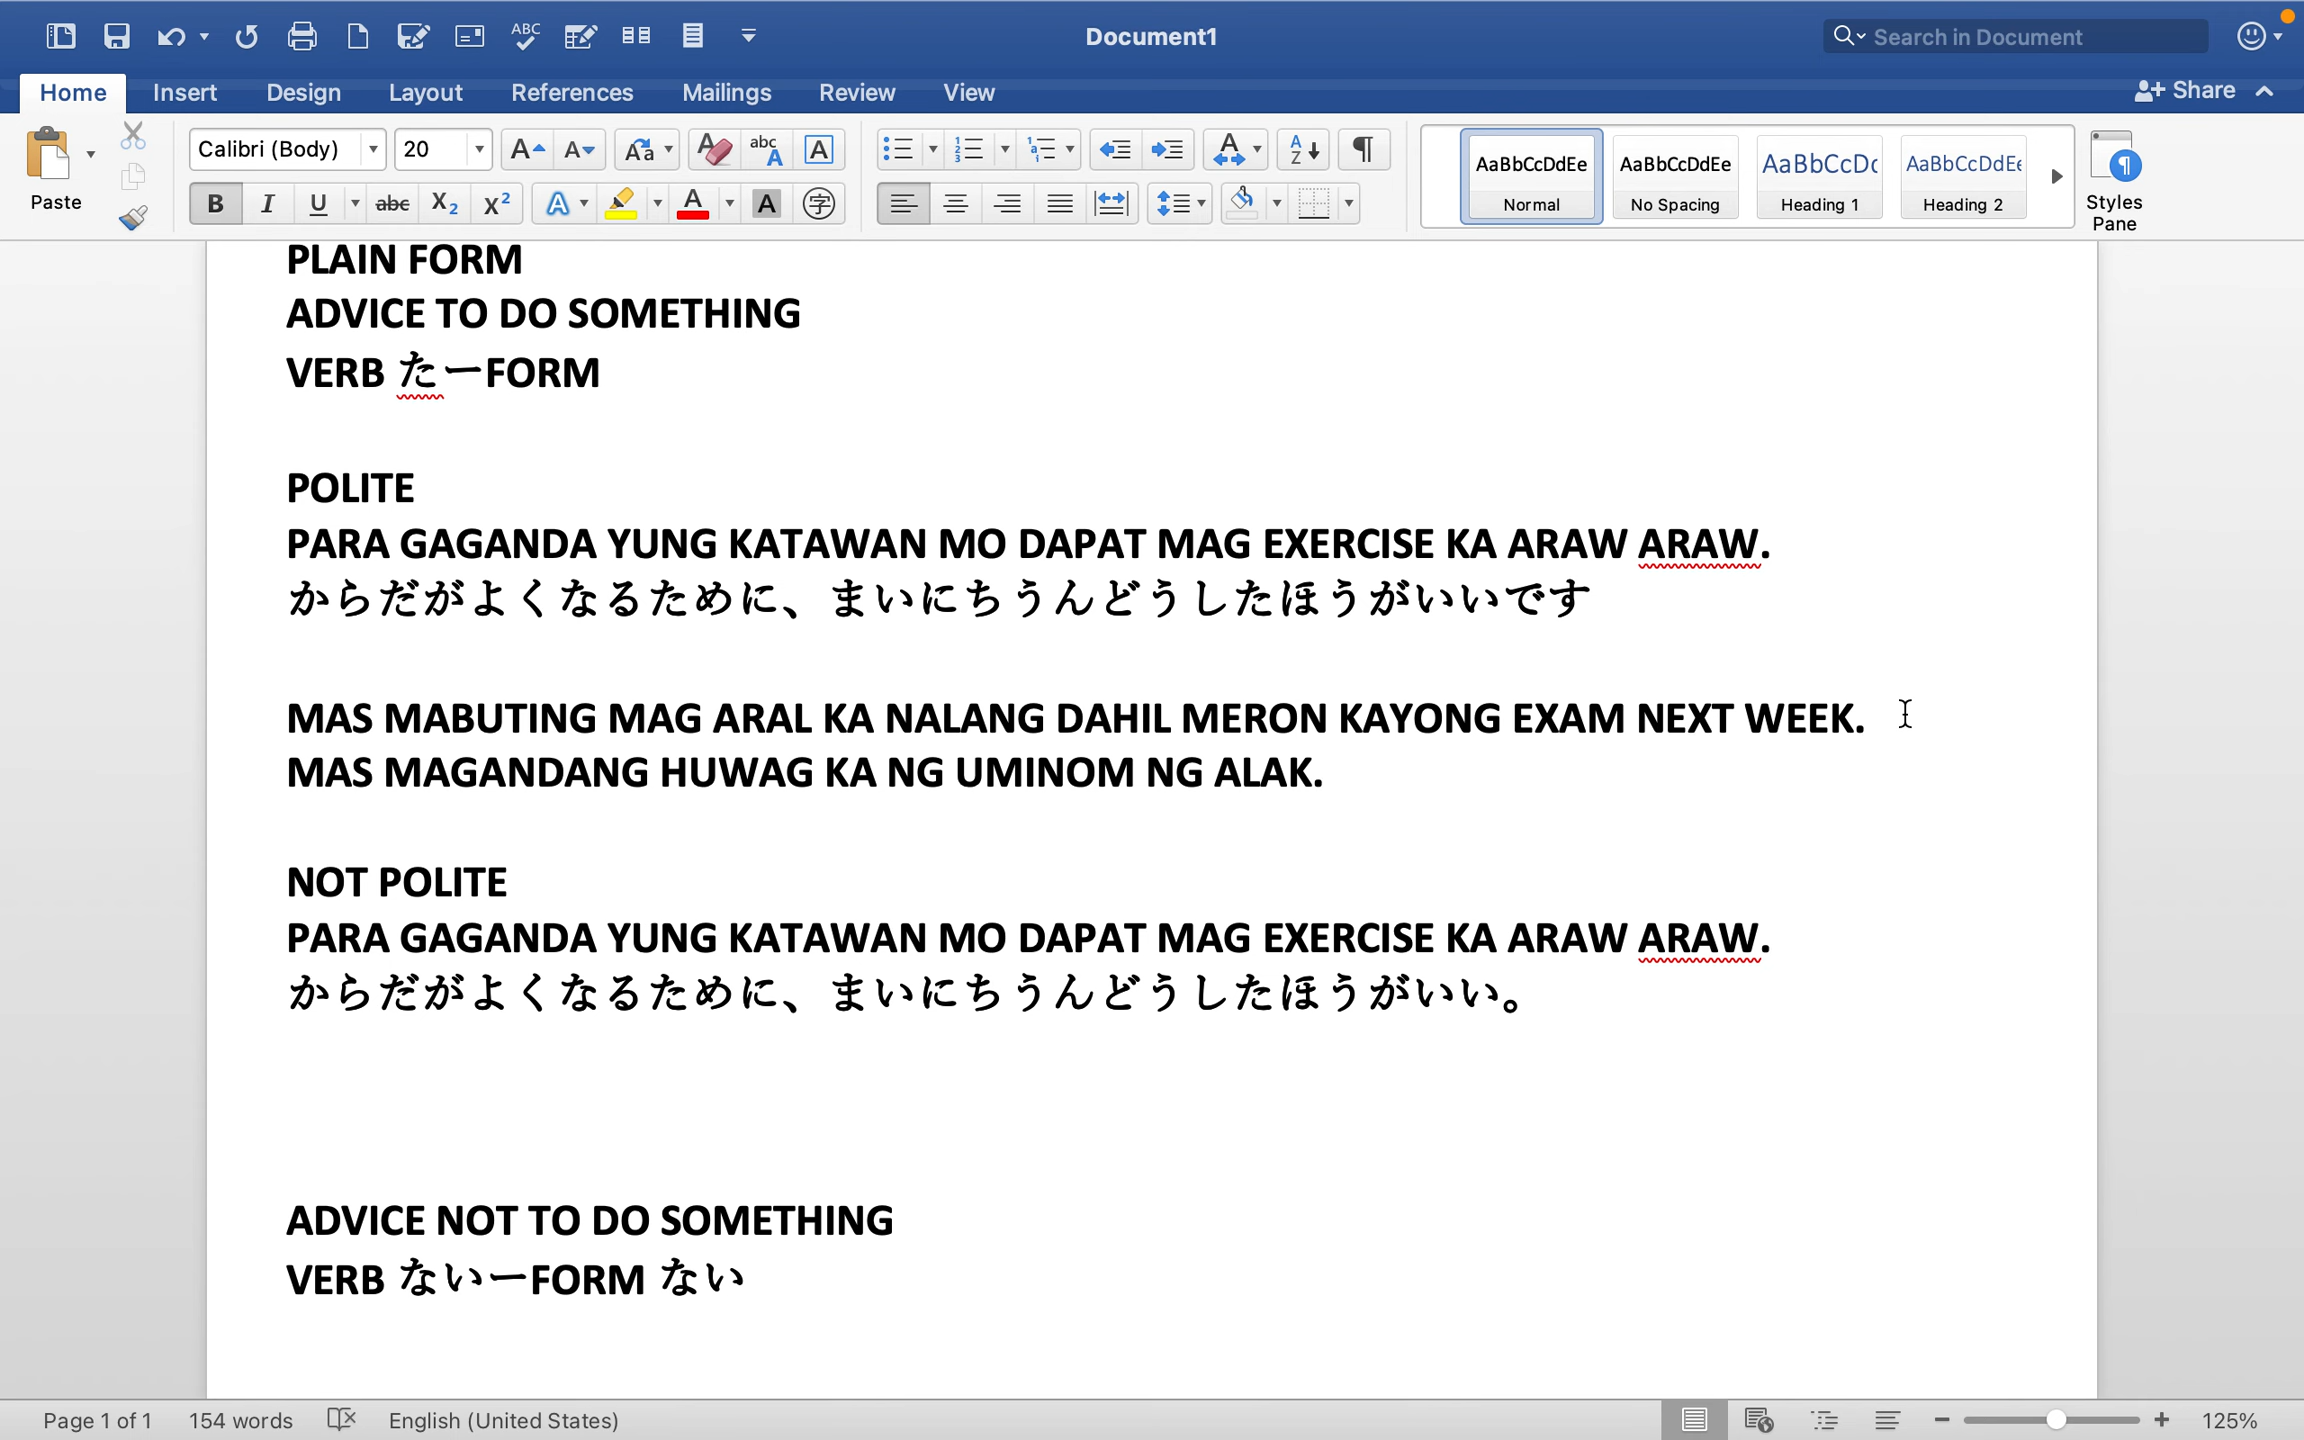 Document1
Search in Document
Home Insert Design Layout References Mailings Review View Share
Paste
Calibri (Body) 20
AaBbCcDdEe AaBbCcDdEe AaBbCcDc AaBbCcDdEe
Normal No Spacing Heading 1 Heading 2
Styles Pane
PLAIN FORM
ADVICE TO DO SOMETHING
VERB たーFORM
POLITE
PARA GAGANDA YUNG KATAWAN MO DAPAT MAG EXERCISE KA ARAW ARAW.
からだがよくなるために、まいにちうんどうしたほうがいいです
MAS MABUTING MAG ARAL KA NALANG DAHIL MERON KAYONG EXAM NEXT WEEK.
MAS MAGANDANG HUWAG KA NG UMINOM NG ALAK.
NOT POLITE
PARA GAGANDA YUNG KATAWAN MO DAPAT MAG EXERCISE KA ARAW ARAW.
からだがよくなるために、まいにちうんどうしたほうがいい。
ADVICE NOT TO DO SOMETHING
VERB ないーFORM ない
Page 1 of 1 154 words English (United States) 125%